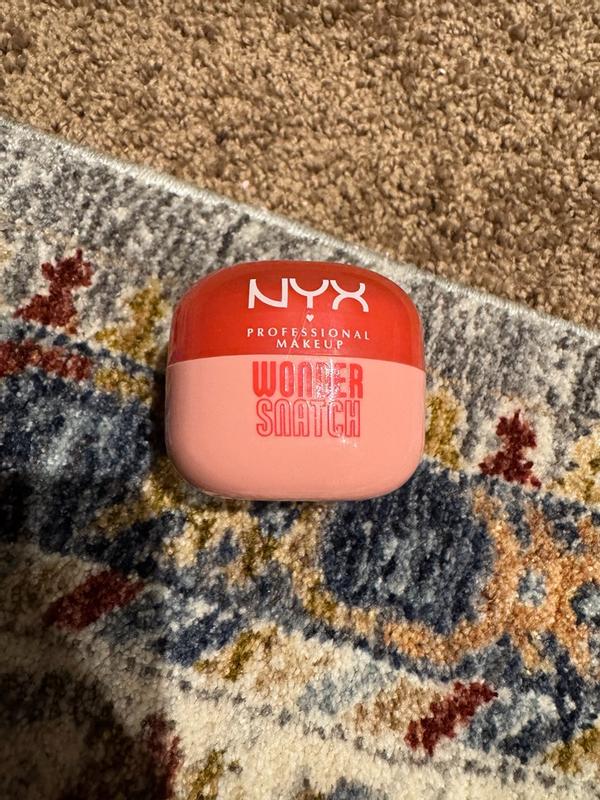 NYX
PROFESSIONAL
MAKEUP
WONDER
SNATCH